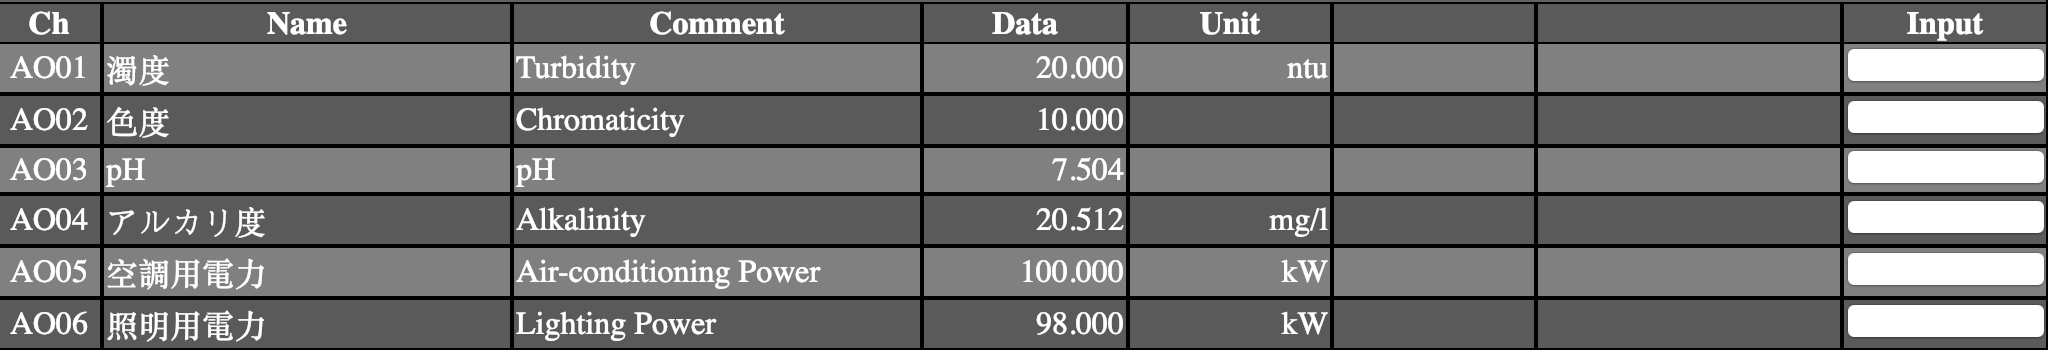 Ch Name Comment Data Unit Input
AO01 濁度 Turbidity 20.000 ntu
AO02 色度 Chromaticity 10.000
AO03 pH pH 7.504
AO04 アルカリ度 Alkalinity 20.512 mg/l
AO05 空調用電力 Air-conditioning Power 100.000 kW
AO06 照明用電力 Lighting Power 98.000 kW